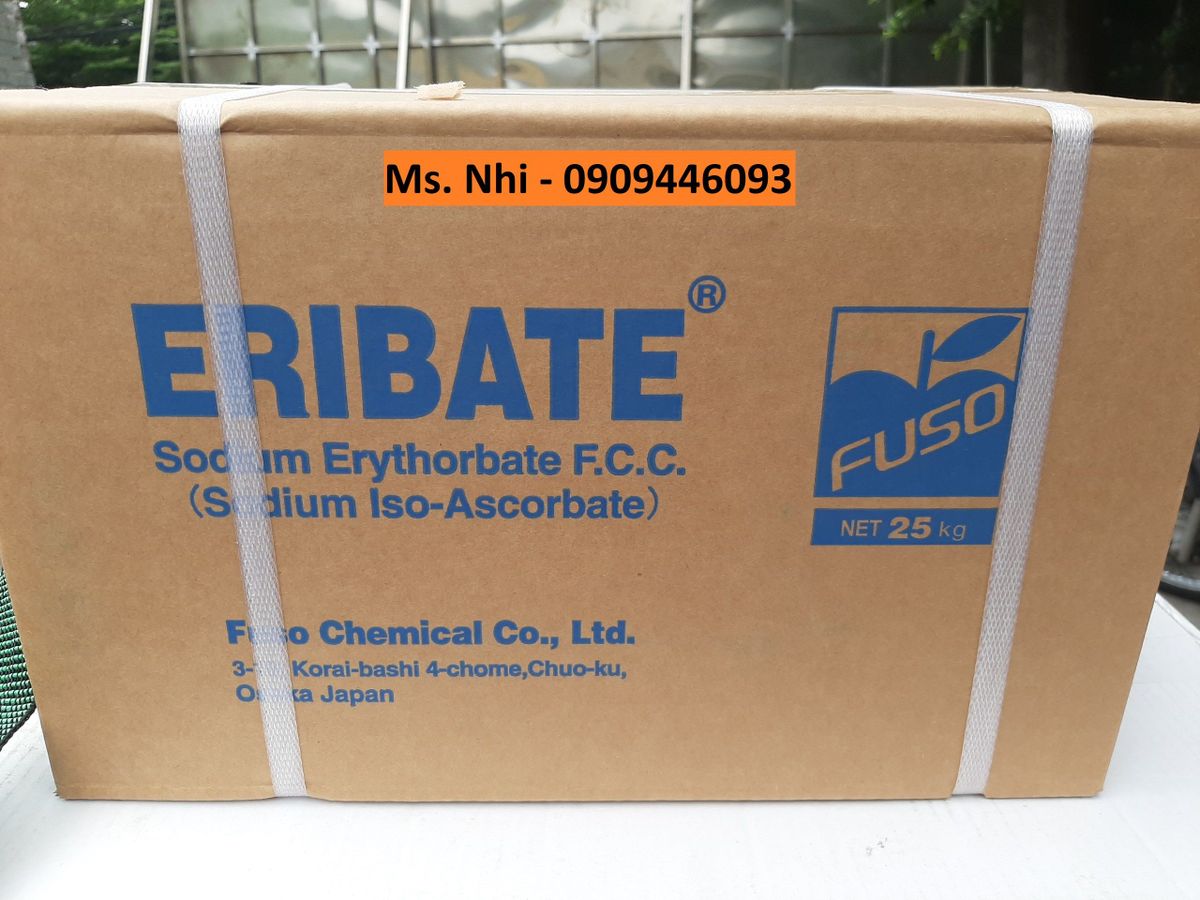 Ms. Nhi - 0909446093
ERIBATE®
Sodium Erythorbate F.C.C.
(Sodium Iso-Ascorbate)
FUSO
NET 25 kg
Fuso Chemical Co., Ltd.
Korai-bashi 4-chome,Chuo-ku,
Osaka Japan